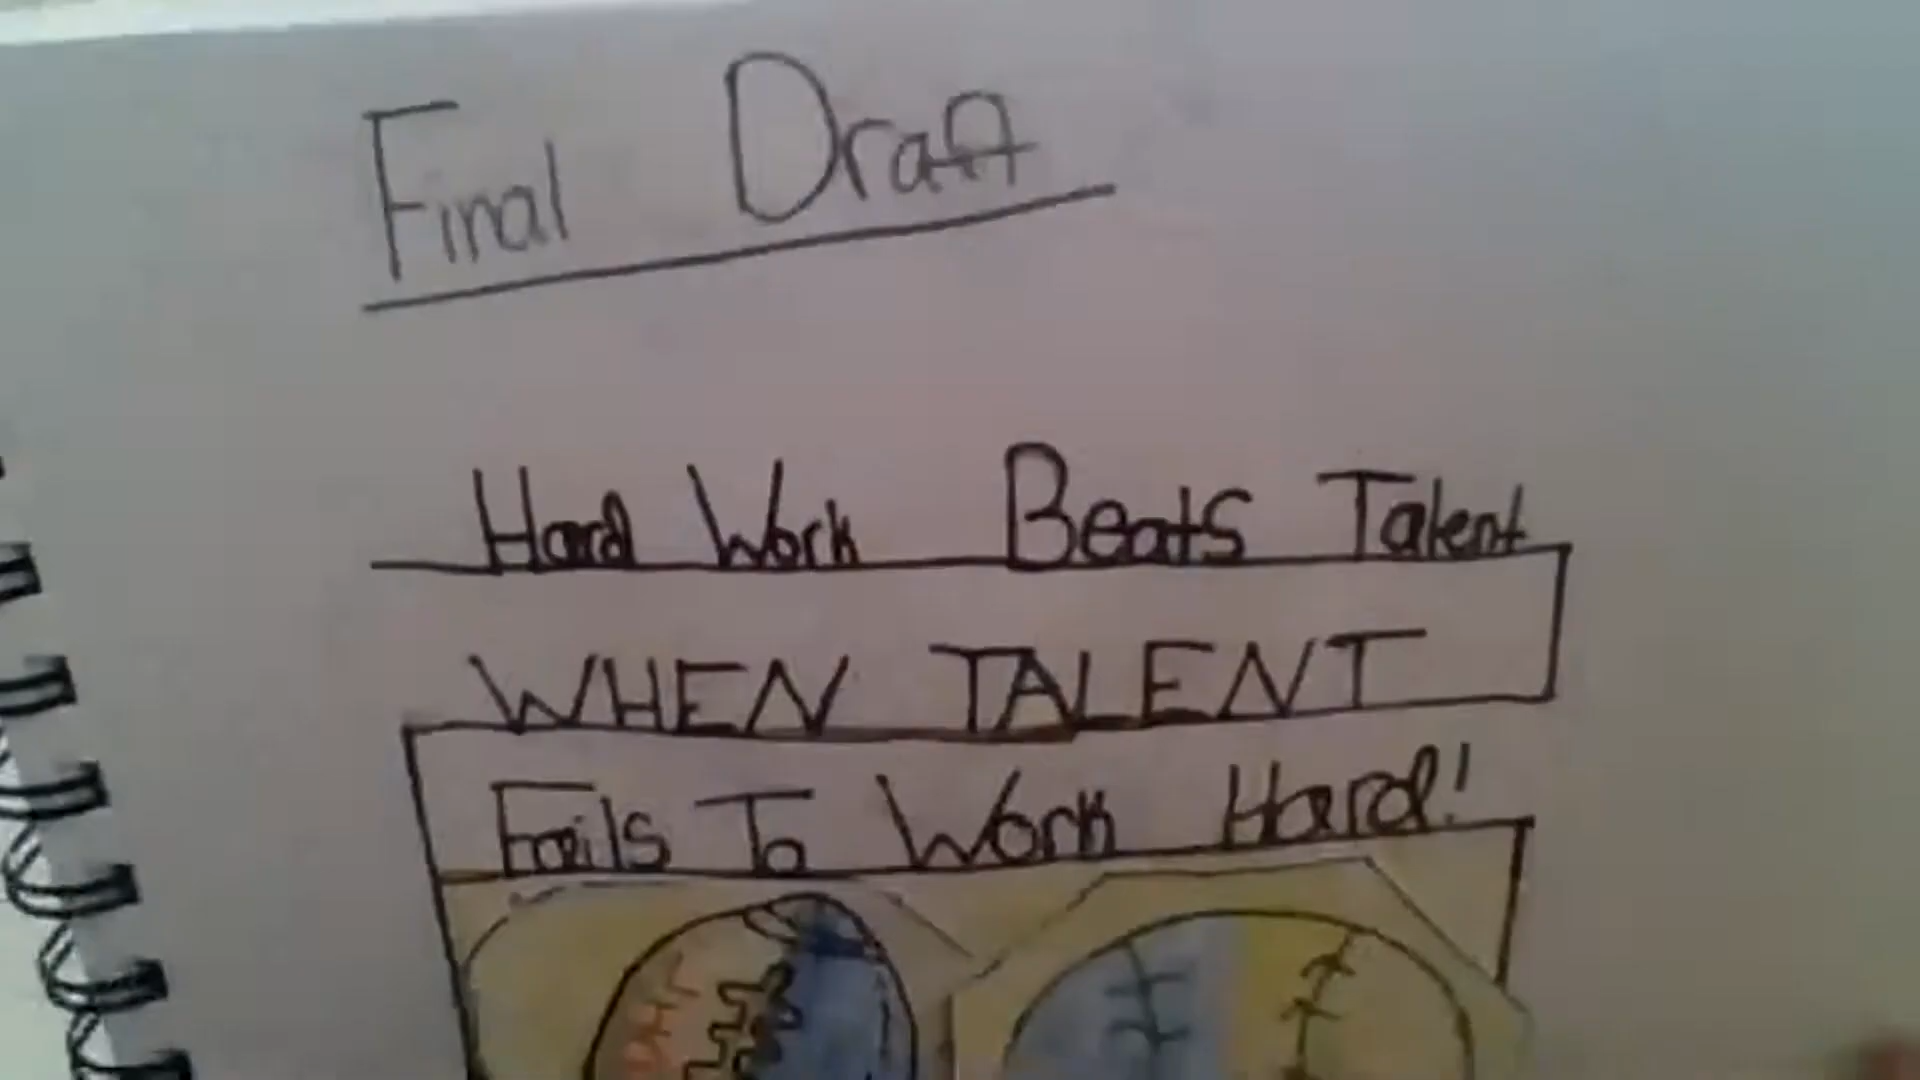 Final Draft
Hard Work Beats Talent
WHEN TALENT
Fails To Work Hard!